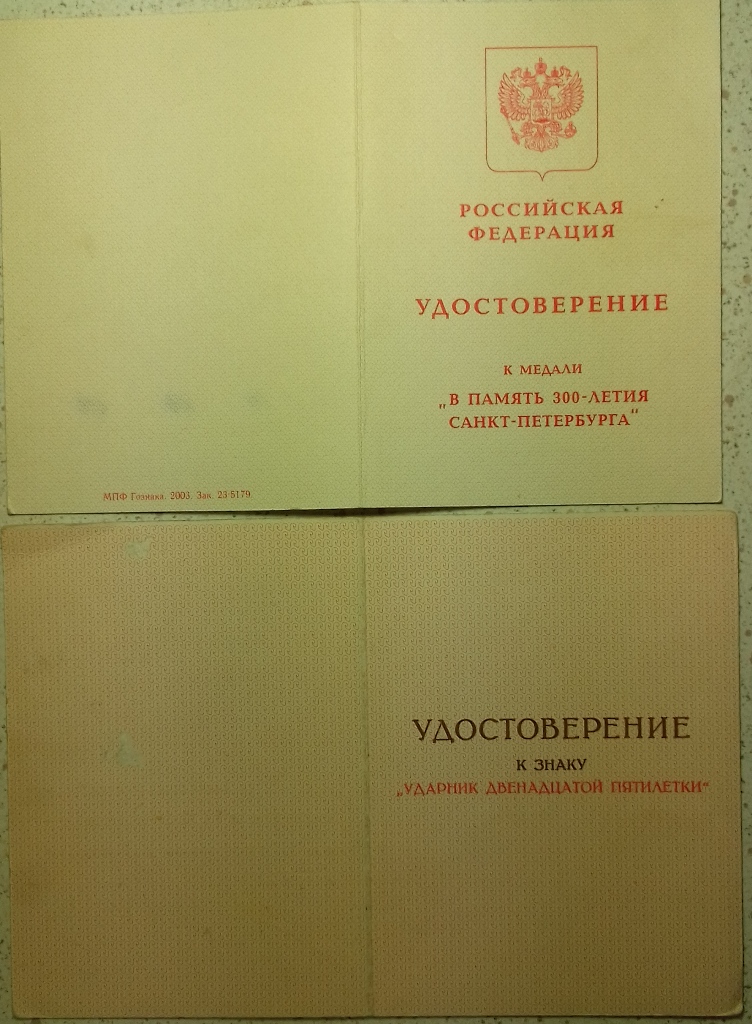 РОССИЙСКАЯ
ФЕДЕРАЦИЯ
УДОСТОВЕРЕНИЕ
К МЕДАЛИ
„В ПАМЯТЬ 300-ЛЕТИЯ
САНКТ-ПЕТЕРБУРГА“
МПФ Гознака. 2003. Зак. 23-5179.
УДОСТОВЕРЕНИЕ
К ЗНАКУ
„УДАРНИК ДВЕНАДЦАТОЙ ПЯТИЛЕТКИ“